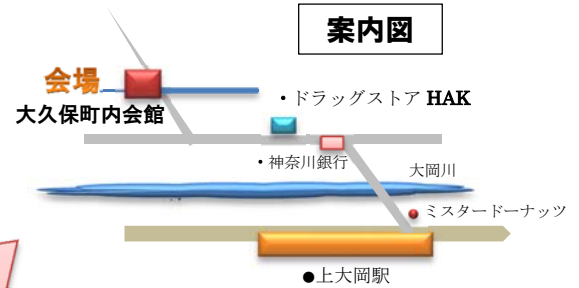 案内図
会場
大久保町内会館
・ドラッグストア HAK
・神奈川銀行
大岡川
ミスタードーナッツ
●上大岡駅